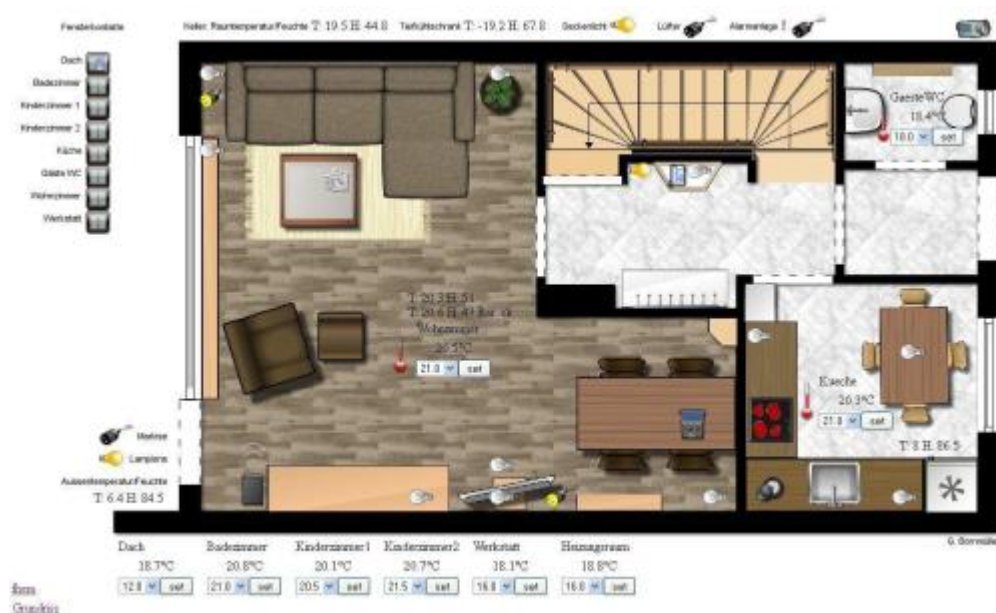 Fensterkontakte
Keller: Raumtemperatur/Feuchte T: 19.5 H: 44.8 Tiefkühlschrank T: -19.2 H: 67.8 Deckenlicht Lüfter Alarmanlage
Dach
Badezimmer
Kinderzimmer 1
Kinderzimmer 2
Küche
Gäste WC
Wohnzimmer
Werkstatt
GaesteWC
18.4°C
18.0 set
T: 20.3 H: 51
Wohnzimmer
20.5°C
21.0 set
Kueche
20.3°C
21.0 set
T: 8 H: 86.5
Markise
Lampions
Aussentemperatur/Feuchte
T: 6.4 H: 84.5
Dach Badezimmer Kinderzimmer1 Kinderzimmer2 Werkstatt Heizungsraum
18.7°C 20.8°C 20.1°C 20.7°C 18.1°C 18.8°C
12.0 set 21.0 set 20.5 set 21.5 set 16.0 set 16.0 set
fhem
Grundriss